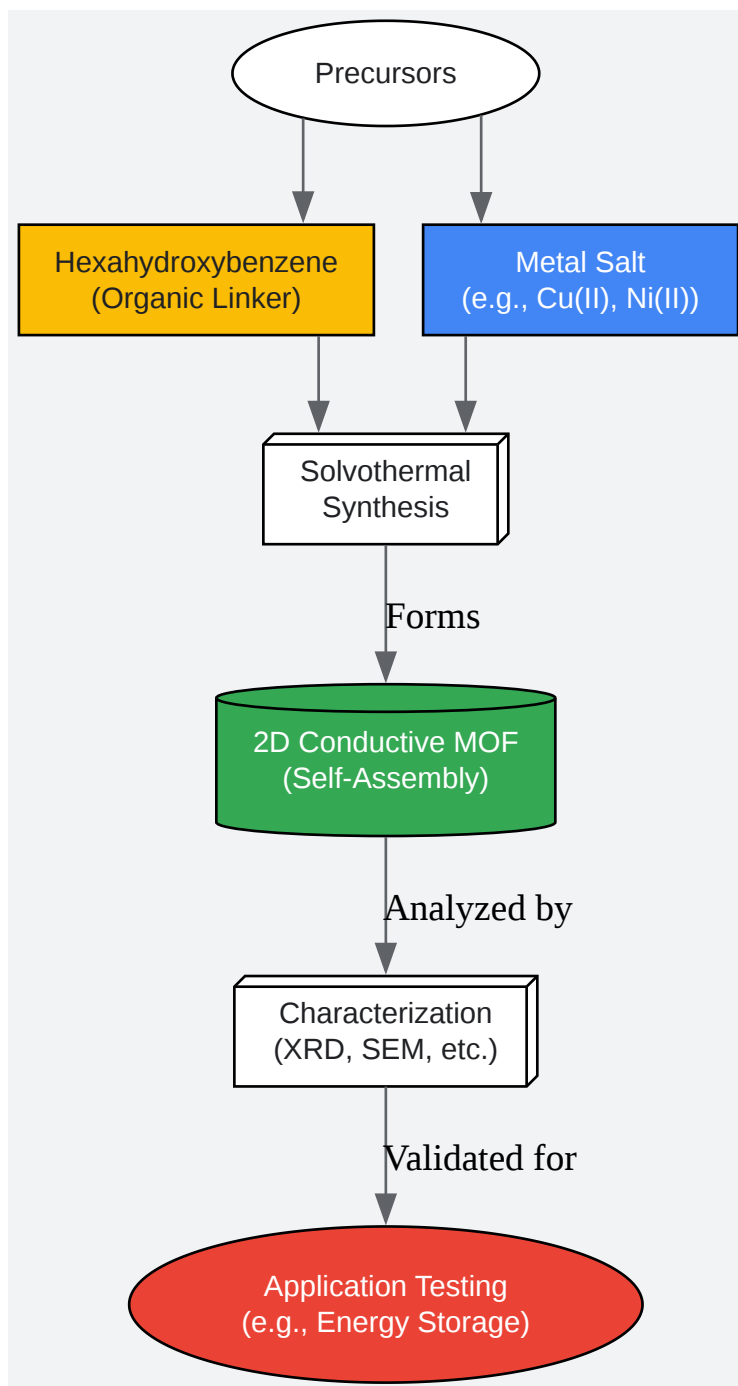 Precursors
Hexahydroxybenzene
(Organic Linker)
Metal Salt
(e.g., Cu(II), Ni(II))
Solvothermal
Synthesis
Forms
2D Conductive MOF
(Self-Assembly)
Analyzed by
Characterization
(XRD, SEM, etc.)
Validated for
Application Testing
(e.g., Energy Storage)